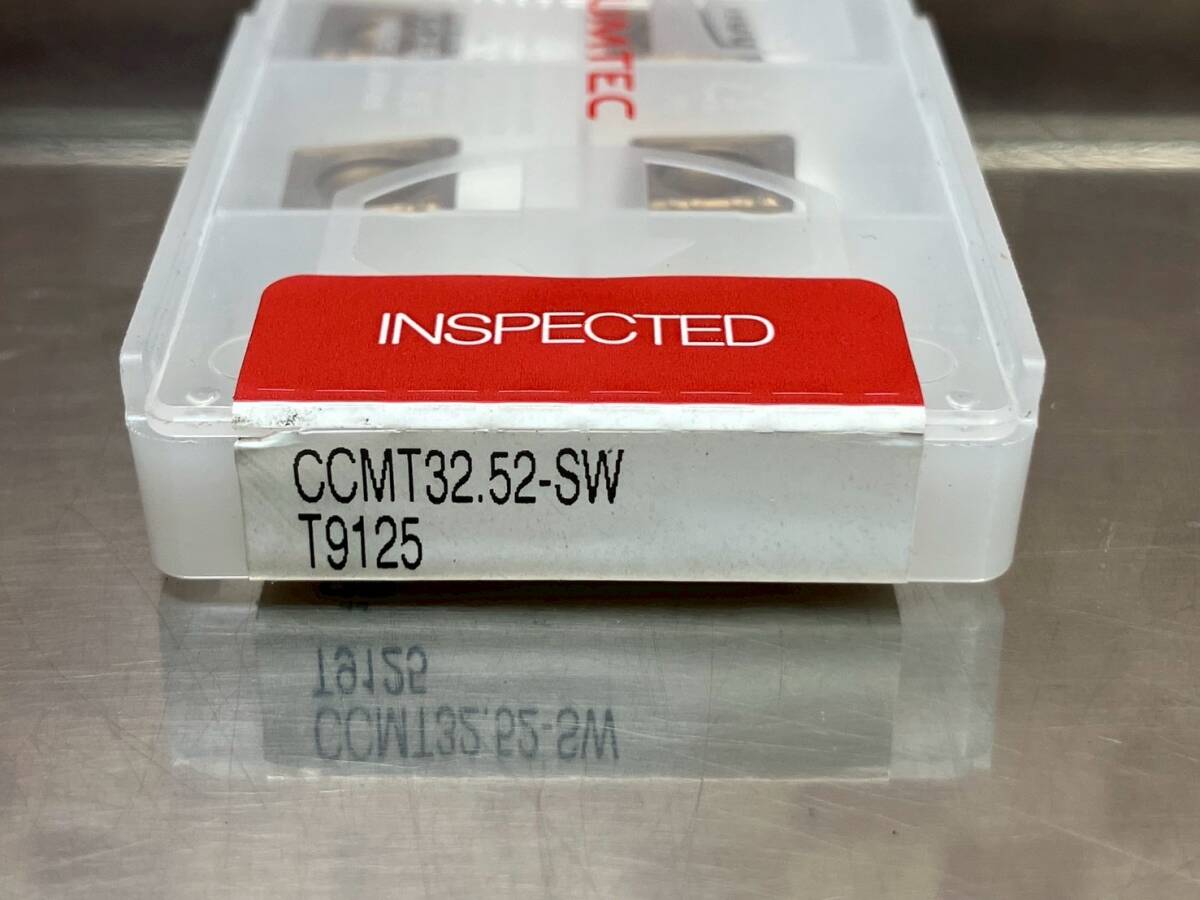 INSPECTED
CCMT32.52-SW
T9125